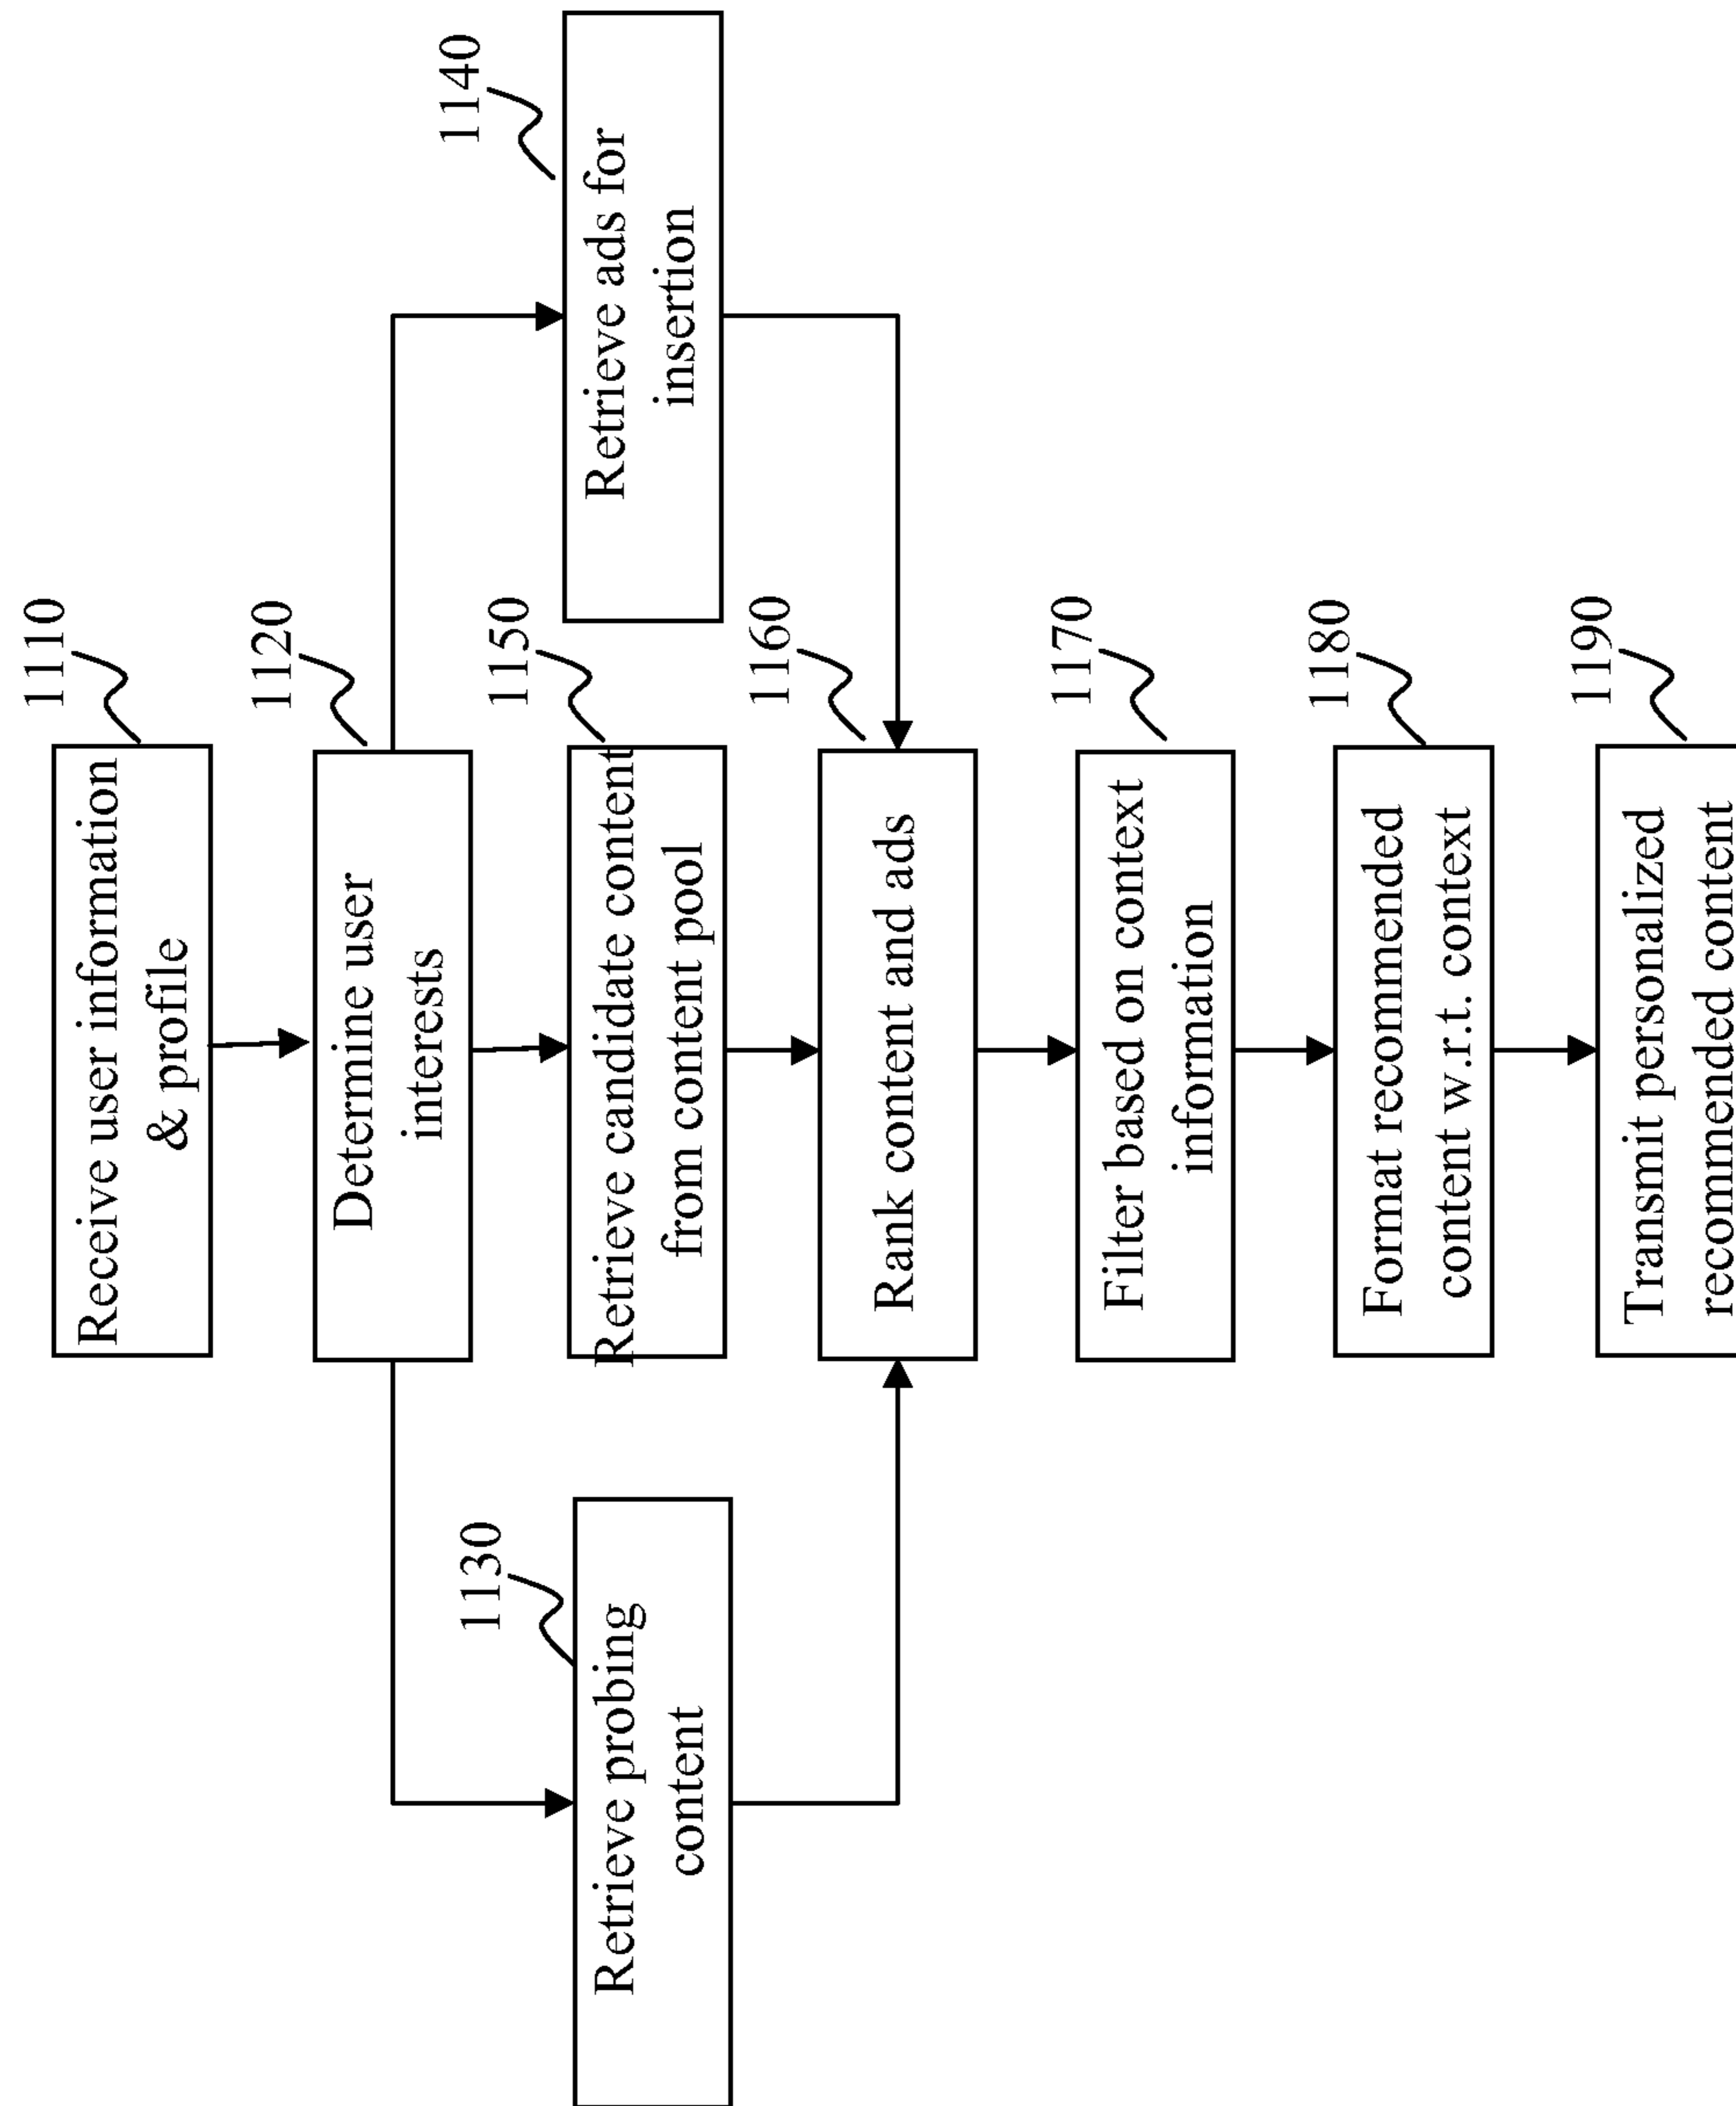 1110
Receive user information
& profile
1120
Determine user
interests
1130
Retrieve probing
content
1150
Retrieve candidate content
from content pool
1140
Retrieve ads for
insertion
1160
Rank content and ads
1170
Filter based on context
information
1180
Format recommended
content w.r.t. context
1190
Transmit personalized
recommended content